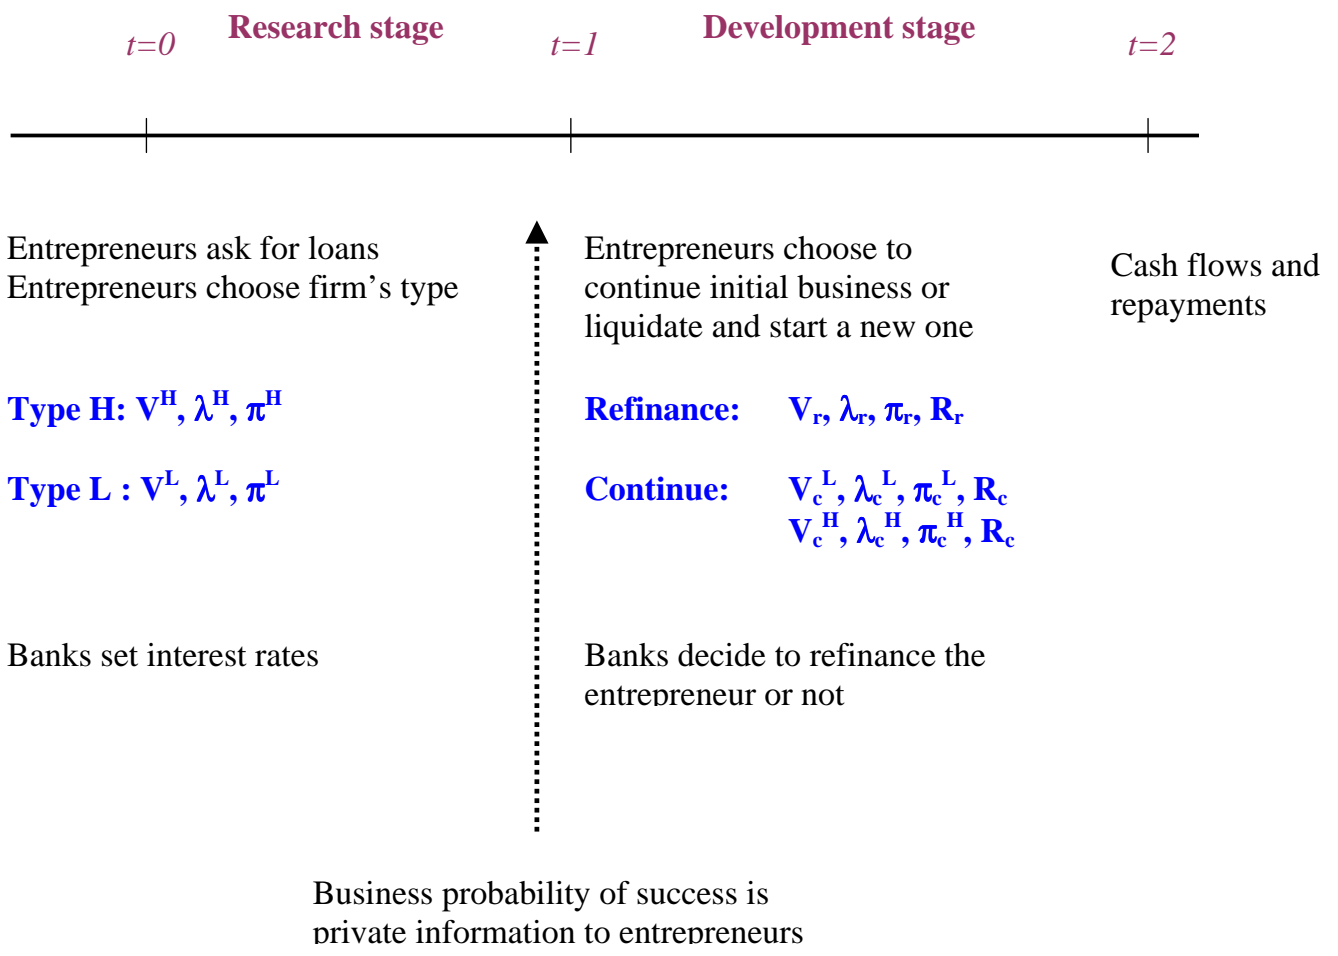 Research stage
Development stage
t=0
t=1
t=2
Entrepreneurs ask for loans
Entrepreneurs choose firm's type
Entrepreneurs choose to
continue initial business or
liquidate and start a new one
Cash flows and
repayments
Type H: V^H, λ^H, π^H
Refinance: V_r, λ_r, π_r, R_r
Type L : V^L, λ^L, π^L
Continue: V_c^L, λ_c^L, π_c^L, R_c
V_c^H, λ_c^H, π_c^H, R_c
Banks set interest rates
Banks decide to refinance the
entrepreneur or not
Business probability of success is
private information to entrepreneurs